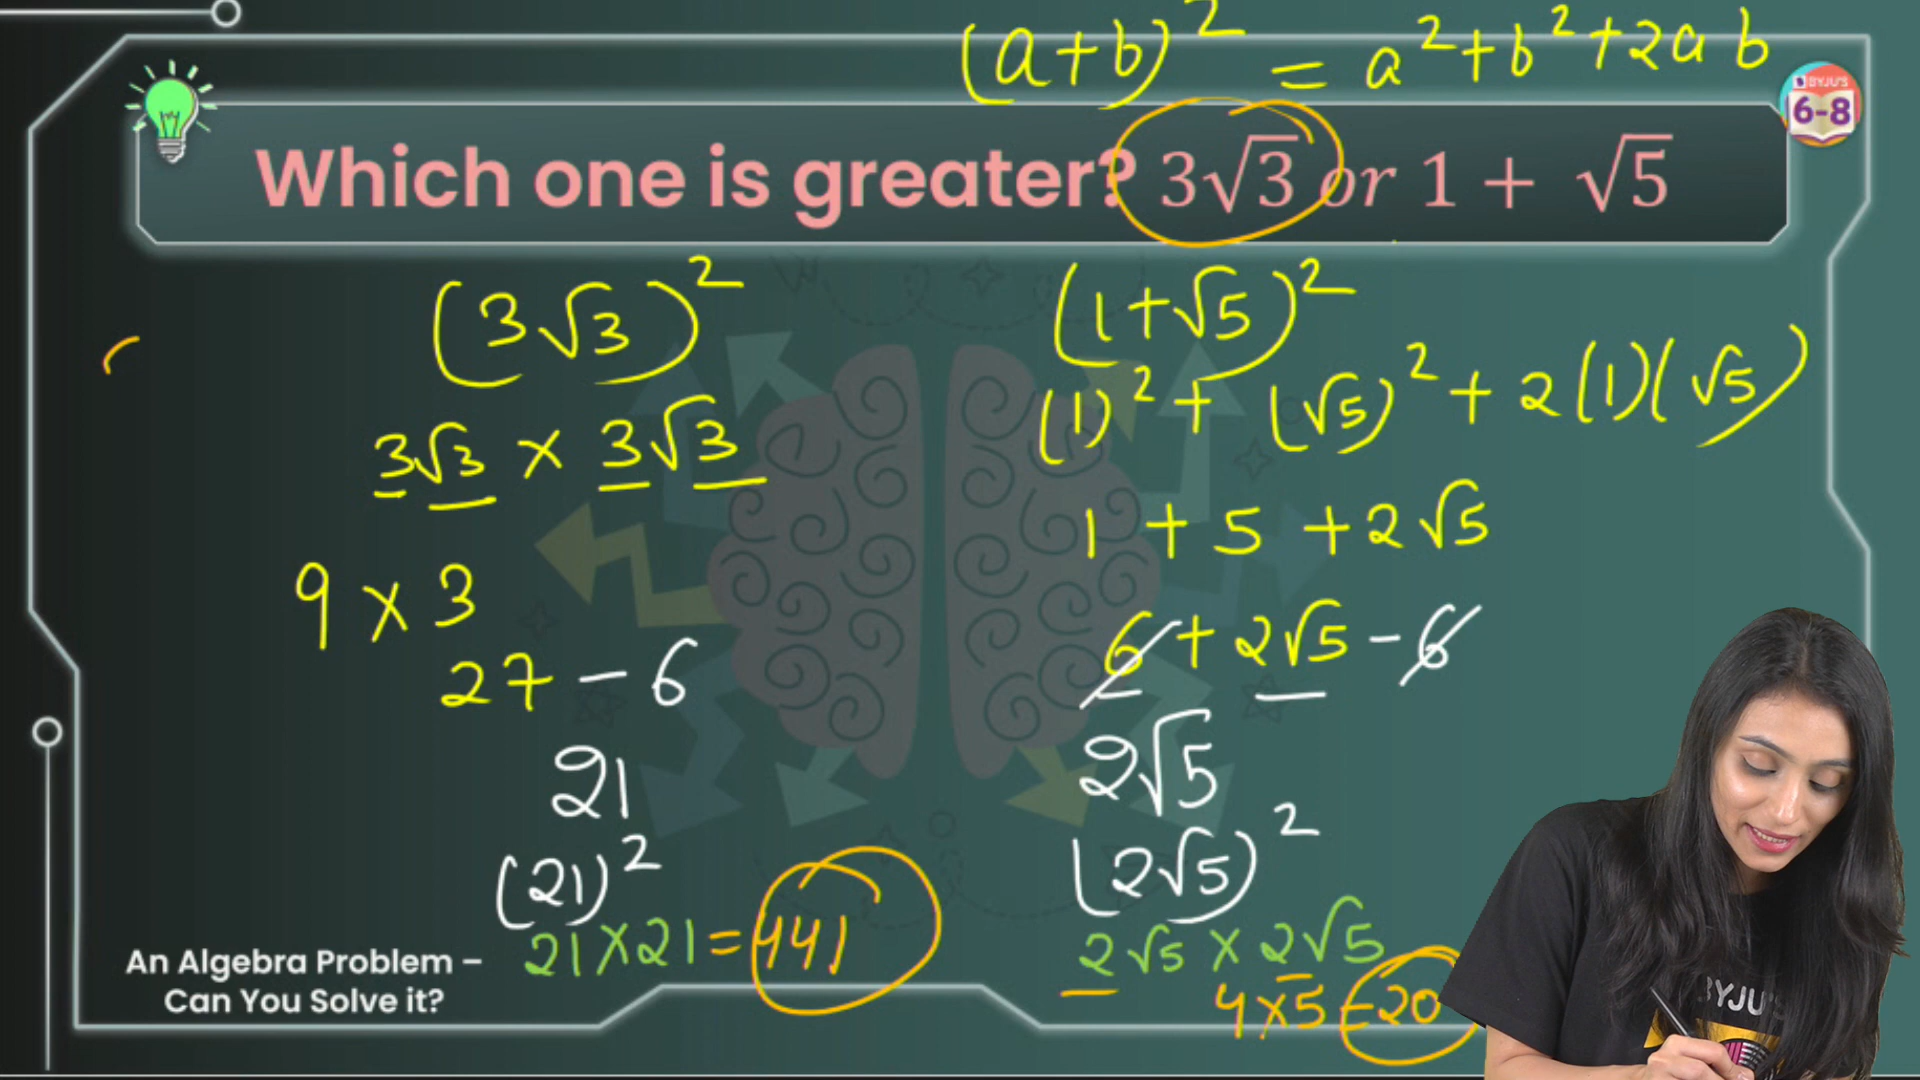 (a+b)² = a²+b²+2ab
BYJU'S
6-8
Which one is greater? 3√3 or 1 + √5
(3√3)²
(1+√5)²
3√3 × 3√3
(1)² + (√5)² + 2(1)(√5)
1 + 5 + 2√5
9 × 3
27 - 6
6 + 2√5 - 6
21
2√5
(21)²
(2√5)²
21×21 = 441
2√5 × 2√5
4×5 = 20
An Algebra Problem –
Can You Solve it?
BYJU'S